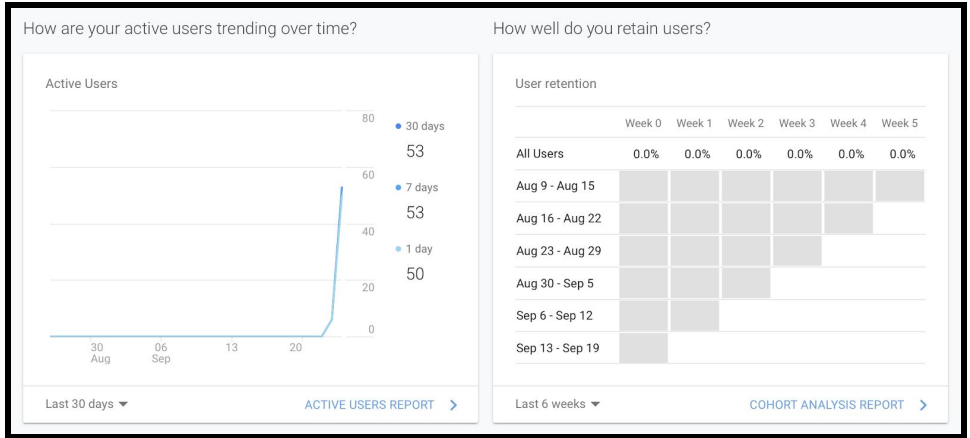 How are your active users trending over time?
Active Users
80
60
40
20
0
30 Aug
06 Sep
13
20
30 days
53
7 days
53
1 day
50
Last 30 days
ACTIVE USERS REPORT
How well do you retain users?
User retention
Week 0 Week 1 Week 2 Week 3 Week 4 Week 5
All Users 0.0% 0.0% 0.0% 0.0% 0.0% 0.0%
Aug 9 - Aug 15
Aug 16 - Aug 22
Aug 23 - Aug 29
Aug 30 - Sep 5
Sep 6 - Sep 12
Sep 13 - Sep 19
Last 6 weeks
COHORT ANALYSIS REPORT